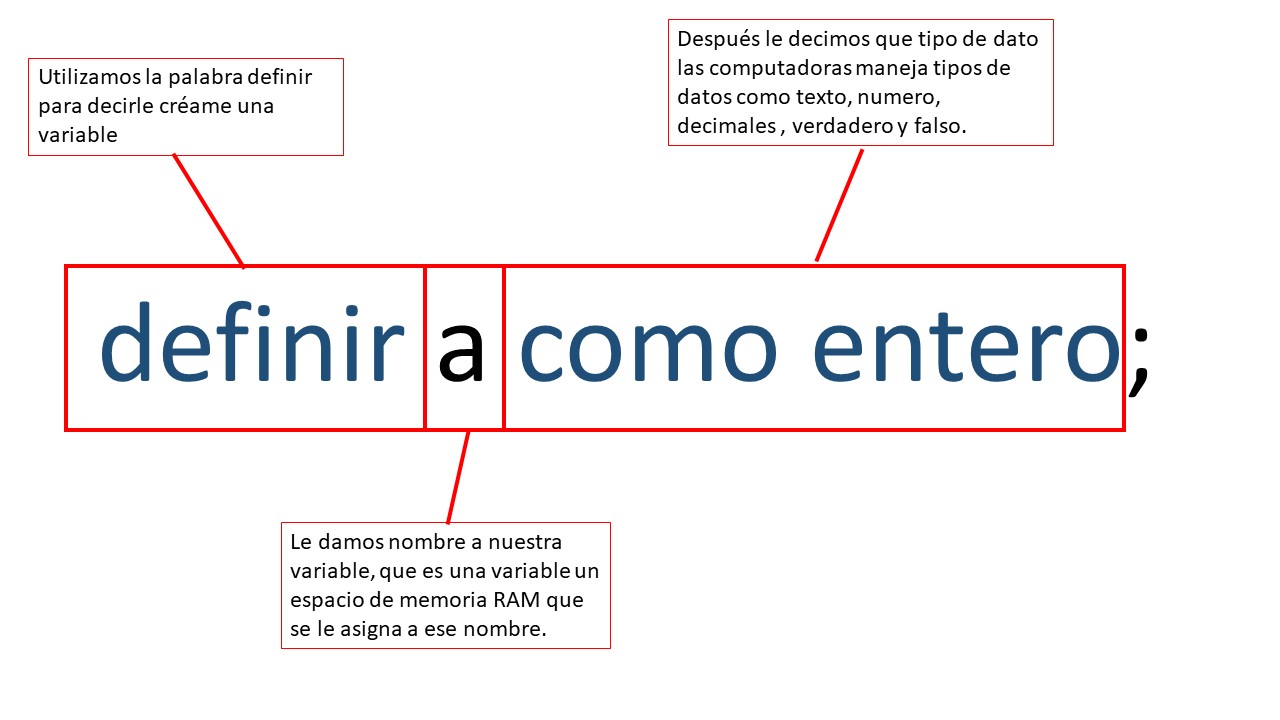 Utilizamos la palabra definir
para decirle créame una
variable
Después le decimos que tipo de dato
las computadoras maneja tipos de
datos como texto, numero,
decimales , verdadero y falso.
definir a como entero;
Le damos nombre a nuestra
variable, que es una variable un
espacio de memoria RAM que
se le asigna a ese nombre.